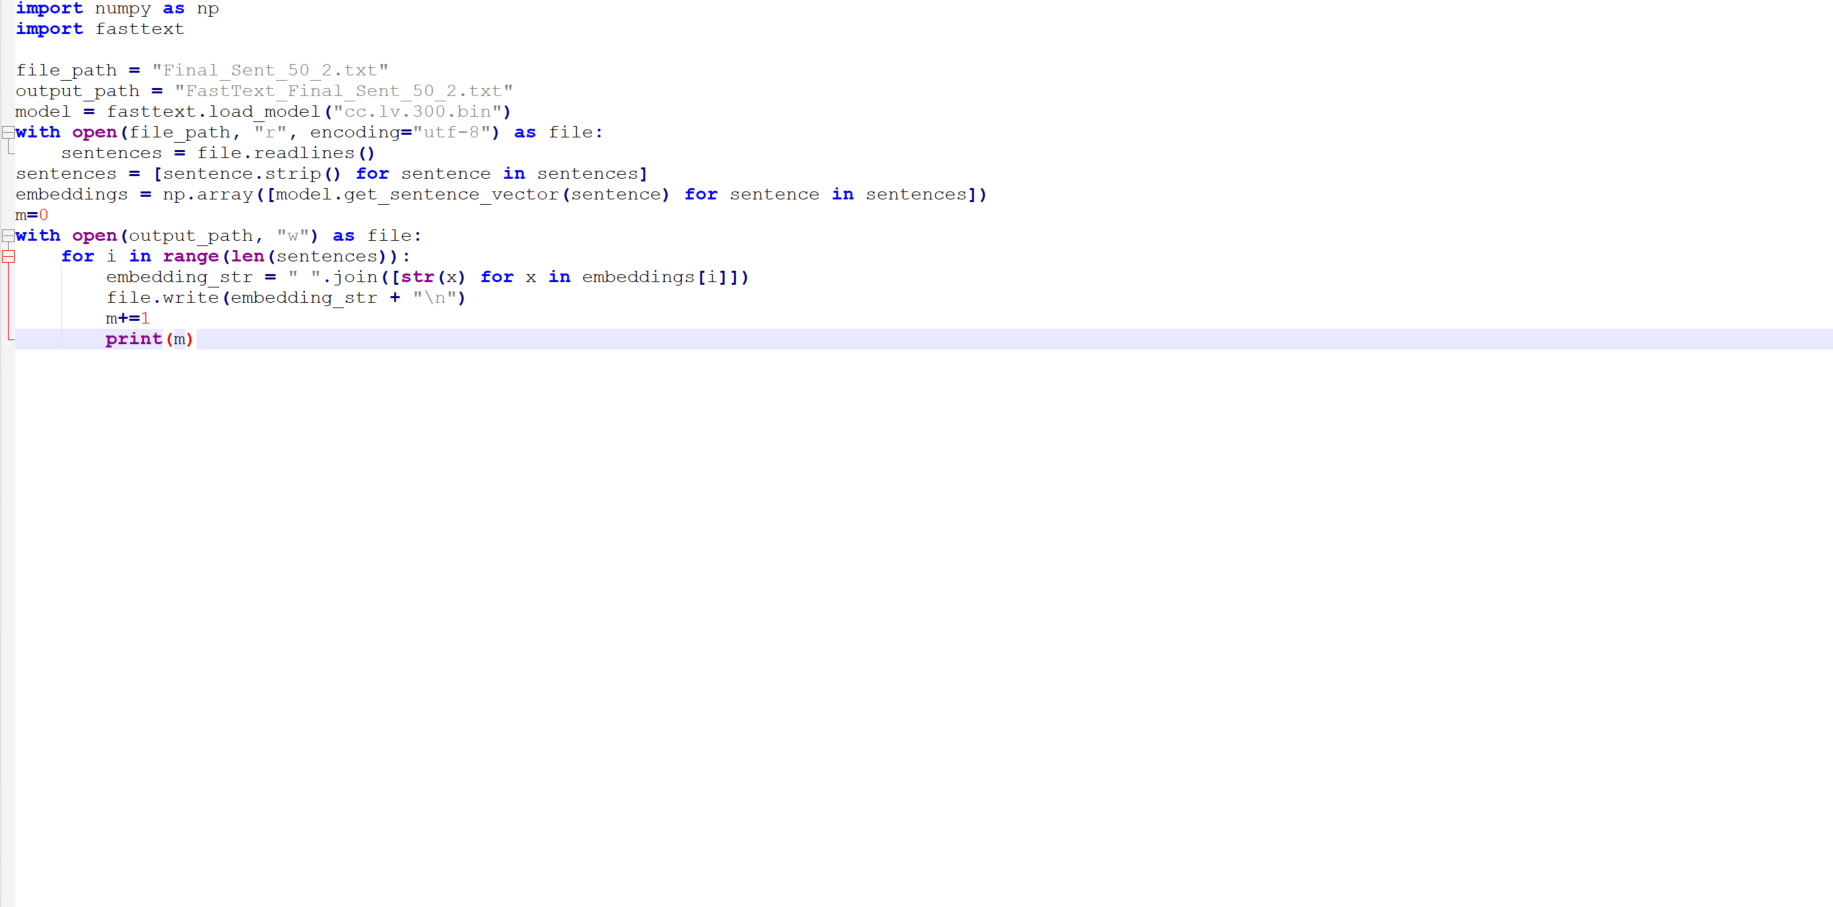 import numpy as np
import fasttext
file_path = "Final_Sent_50_2.txt"
output_path = "FastText_Final_Sent_50_2.txt"
model = fasttext.load_model("cc.lv.300.bin")
with open(file_path, "r", encoding="utf-8") as file:
    sentences = file.readlines()
sentences = [sentence.strip() for sentence in sentences]
embeddings = np.array([model.get_sentence_vector(sentence) for sentence in sentences])
m=0
with open(output_path, "w") as file:
    for i in range(len(sentences)):
        embedding_str = " ".join([str(x) for x in embeddings[i]])
        file.write(embedding_str + "\n")
        m+=1
        print(m)